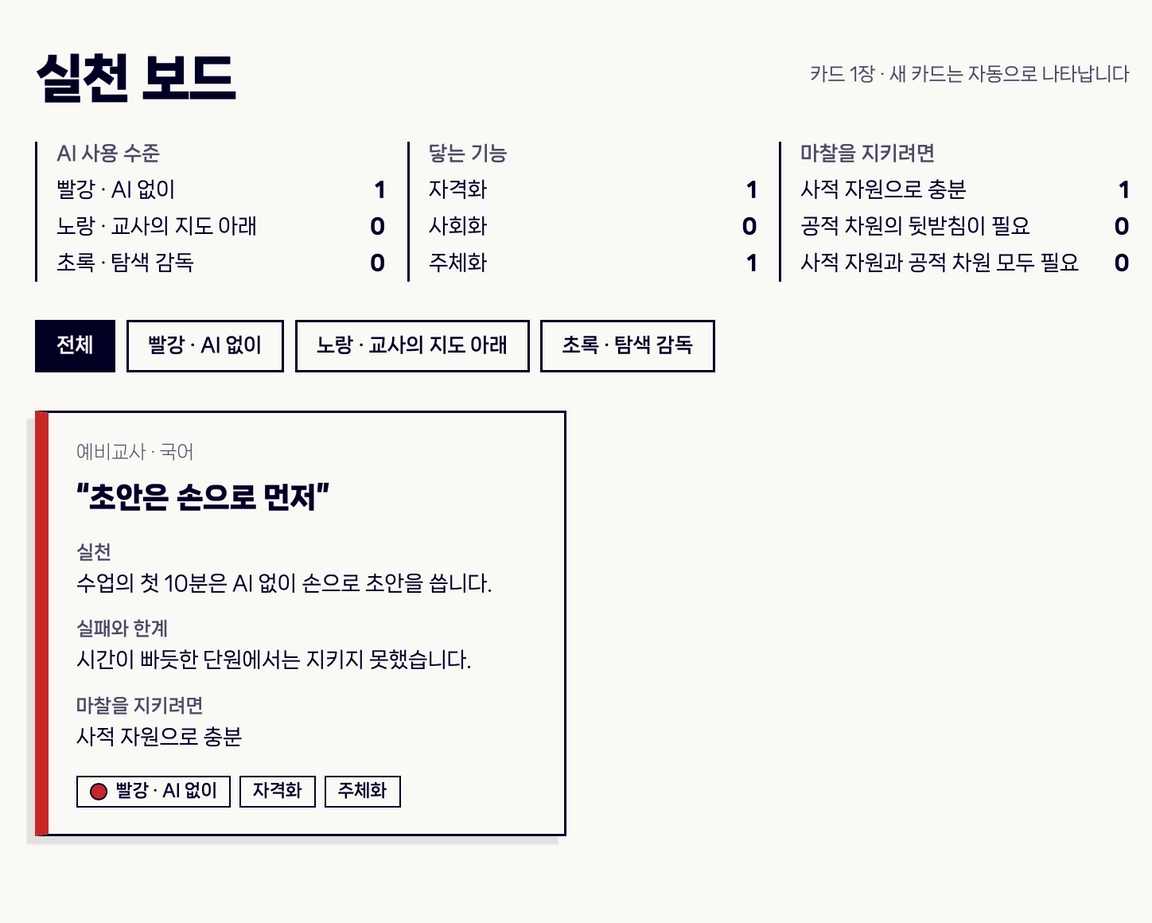 실천 보드
카드 1장 · 새 카드는 자동으로 나타납니다
AI 사용 수준
빨강 · AI 없이 1
노랑 · 교사의 지도 아래 0
초록 · 탐색 감독 0
닿는 기능
자격화 1
사회화 0
주체화 1
마찰을 지키려면
사적 자원으로 충분 1
공적 차원의 뒷받침이 필요 0
사적 자원과 공적 차원 모두 필요 0
전체 빨강 · AI 없이 노랑 · 교사의 지도 아래 초록 · 탐색 감독
예비교사 · 국어
“초안은 손으로 먼저”
실천
수업의 첫 10분은 AI 없이 손으로 초안을 씁니다.
실패와 한계
시간이 빠듯한 단원에서는 지키지 못했습니다.
마찰을 지키려면
사적 자원으로 충분
빨강 · AI 없이 자격화 주체화